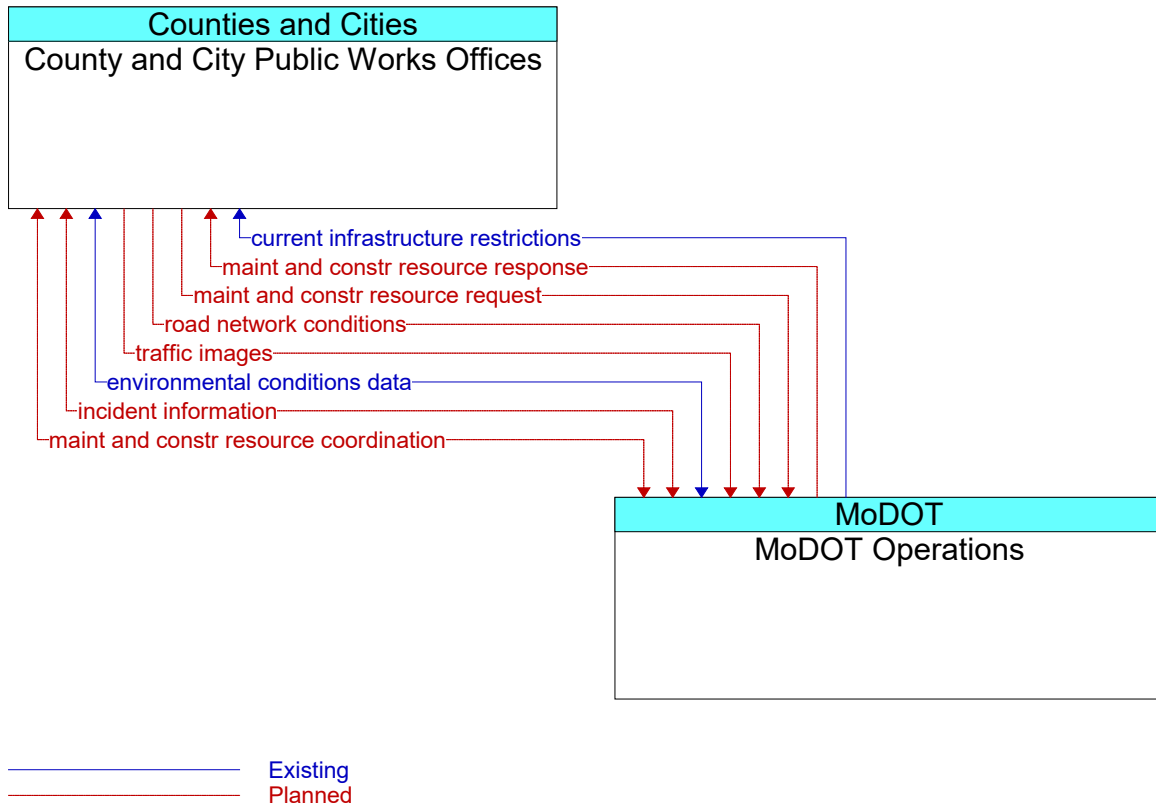 Counties and Cities
County and City Public Works Offices
current infrastructure restrictions
maint and constr resource response
maint and constr resource request
road network conditions
traffic images
environmental conditions data
incident information
maint and constr resource coordination
MoDOT
MoDOT Operations
Existing
Planned